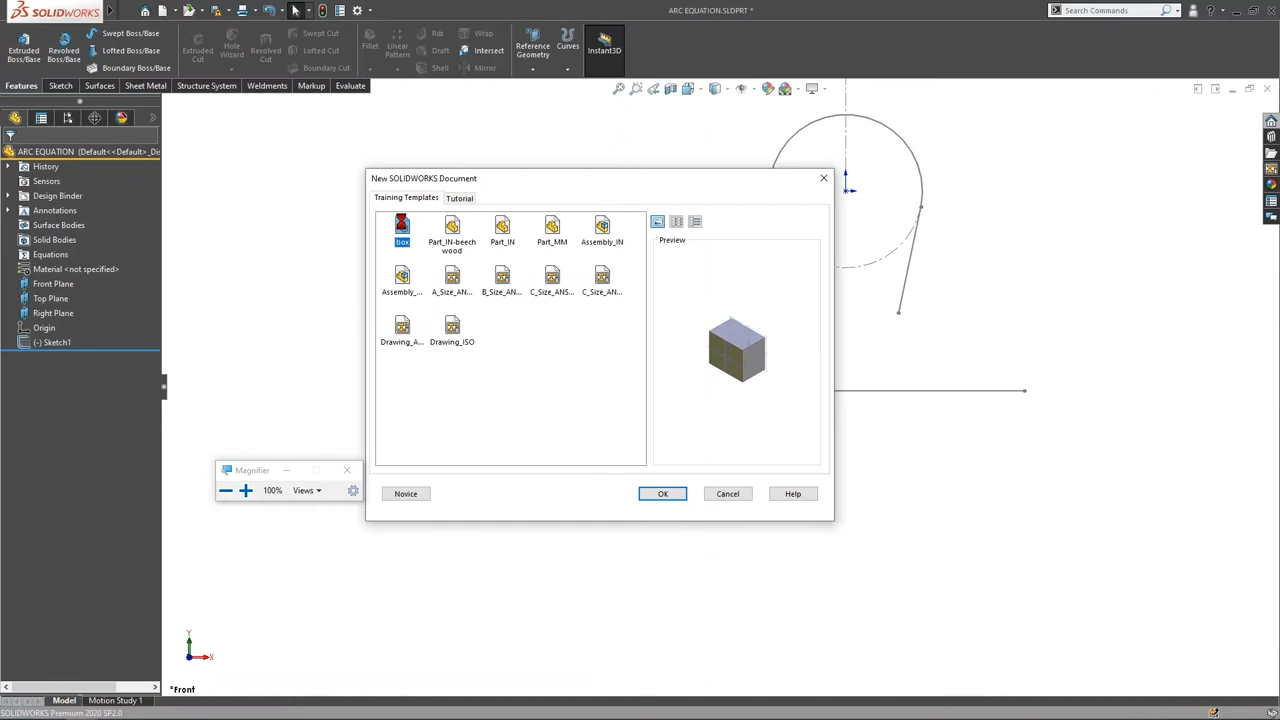 SOLIDWORKS
ARC EQUATION.SLDPRT *
Search Commands
Extruded Boss/Base
Revolved Boss/Base
Swept Boss/Base
Lofted Boss/Base
Boundary Boss/Base
Extruded Cut
Hole Wizard
Revolved Cut
Swept Cut
Lofted Cut
Boundary Cut
Fillet
Linear Pattern
Rib
Draft
Shell
Wrap
Intersect
Mirror
Reference Geometry
Curves
Instant3D
Features
Sketch
Surfaces
Sheet Metal
Structure System
Weldments
Markup
Evaluate
ARC EQUATION (Default<<Default>_Dis
History
Sensors
Design Binder
Annotations
Surface Bodies
Solid Bodies
Equations
Material <not specified>
Front Plane
Top Plane
Right Plane
Origin
(-) Sketch1
New SOLIDWORKS Document
Training Templates
Tutorial
box
Part_IN-beech wood
Part_IN
Part_MM
Assembly_IN
Assembly_...
A_Size_AN...
B_Size_AN...
C_Size_ANS...
C_Size_AN...
Drawing_A...
Drawing_ISO
Preview
Novice
OK
Cancel
Help
Magnifier
100%
Views
Y
X
*Front
Model
Motion Study 1
SOLIDWORKS Premium 2020 SP2.0